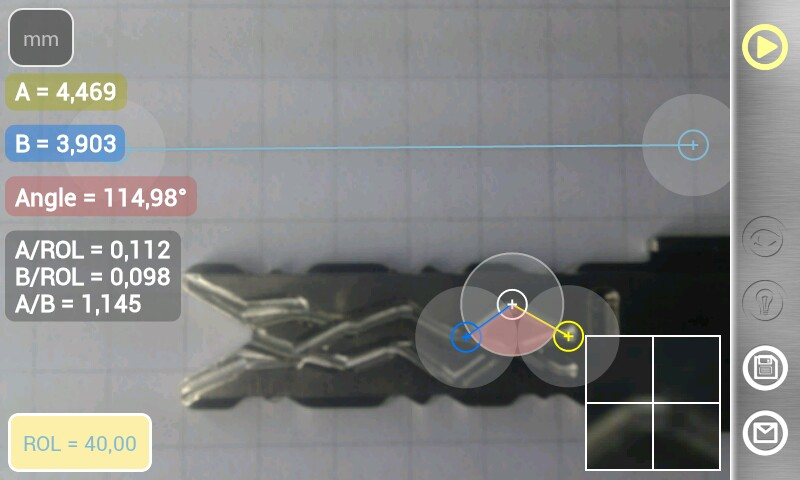 mm
A = 4,469
B = 3,903
Angle = 114,98°
A/ROL = 0,112
B/ROL = 0,098
A/B = 1,145
ROL = 40,00